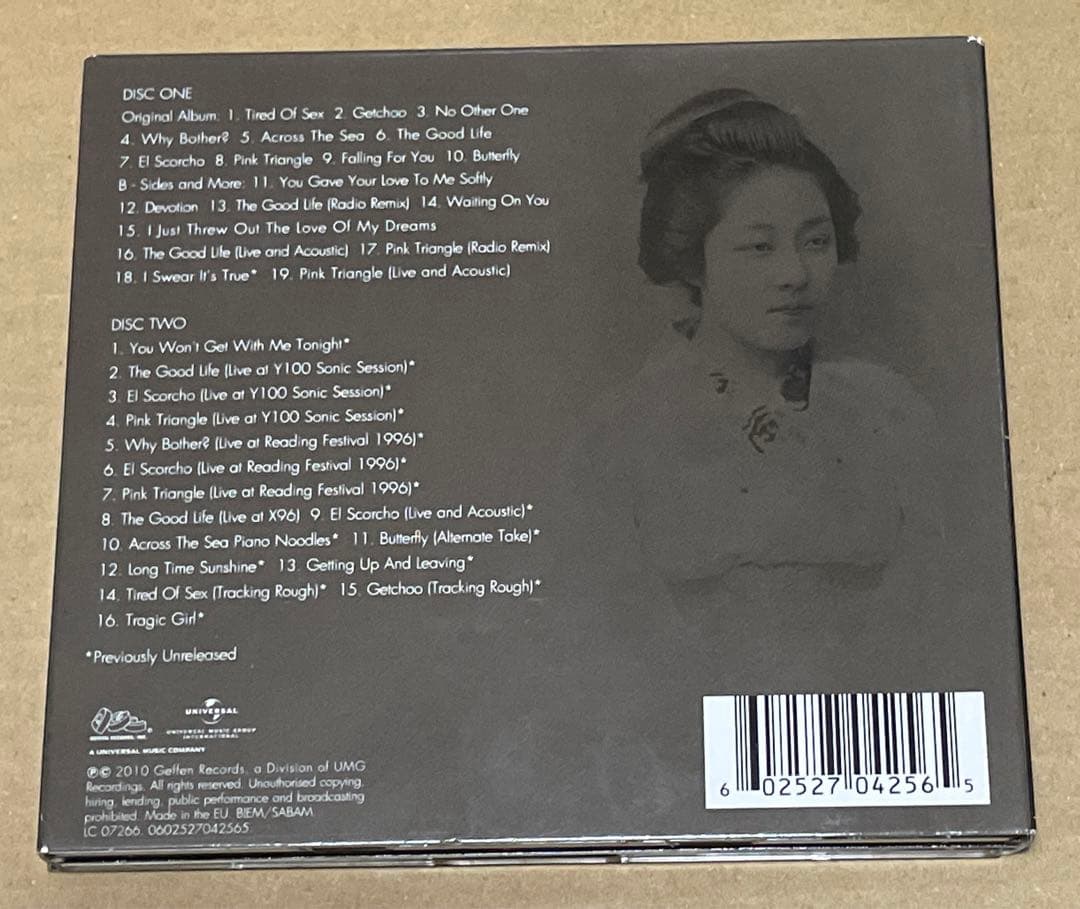 DISC ONE
Original Album: 1. Tired Of Sex 2. Getchoo 3. No Other One
4. Why Bother? 5. Across The Sea 6. The Good Life
7. El Scorcho 8. Pink Triangle 9. Falling For You 10. Butterfly
B - Sides and More: 11. You Gave Your Love To Me Softly
12. Devotion 13. The Good Life (Radio Remix) 14. Waiting On You
15. I Just Threw Out The Love Of My Dreams
16. The Good Life (Live and Acoustic) 17. Pink Triangle (Radio Remix)
18. I Swear It's True* 19. Pink Triangle (Live and Acoustic)
DISC TWO
1. You Won't Get With Me Tonight*
2. The Good Life (Live at Y100 Sonic Session)*
3. El Scorcho (Live at Y100 Sonic Session)*
4. Pink Triangle (Live at Y100 Sonic Session)*
5. Why Bother? (Live at Reading Festival 1996)*
6. El Scorcho (Live at Reading Festival 1996)*
7. Pink Triangle (Live at Reading Festival 1996)*
8. The Good Life (Live at X96) 9. El Scorcho (Live and Acoustic)*
10. Across The Sea Piano Noodles* 11. Butterfly (Alternate Take)*
12. Long Time Sunshine* 13. Getting Up And Leaving*
14. Tired Of Sex (Tracking Rough)* 15. Getchoo (Tracking Rough)*
16. Tragic Girl*
*Previously Unreleased
UNIVERSAL
UNIVERSAL MUSIC GROUP
INTERNATIONAL
GEFFEN RECORDS, INC.
A UNIVERSAL MUSIC COMPANY
℗© 2010 Geffen Records, a Division of UMG
Recordings. All rights reserved. Unauthorised copying,
hiring, lending, public performance and broadcasting
prohibited. Made in the EU. BIEM/SABAM.
LC 07266. 0602527042565.
6 02527 04256 5